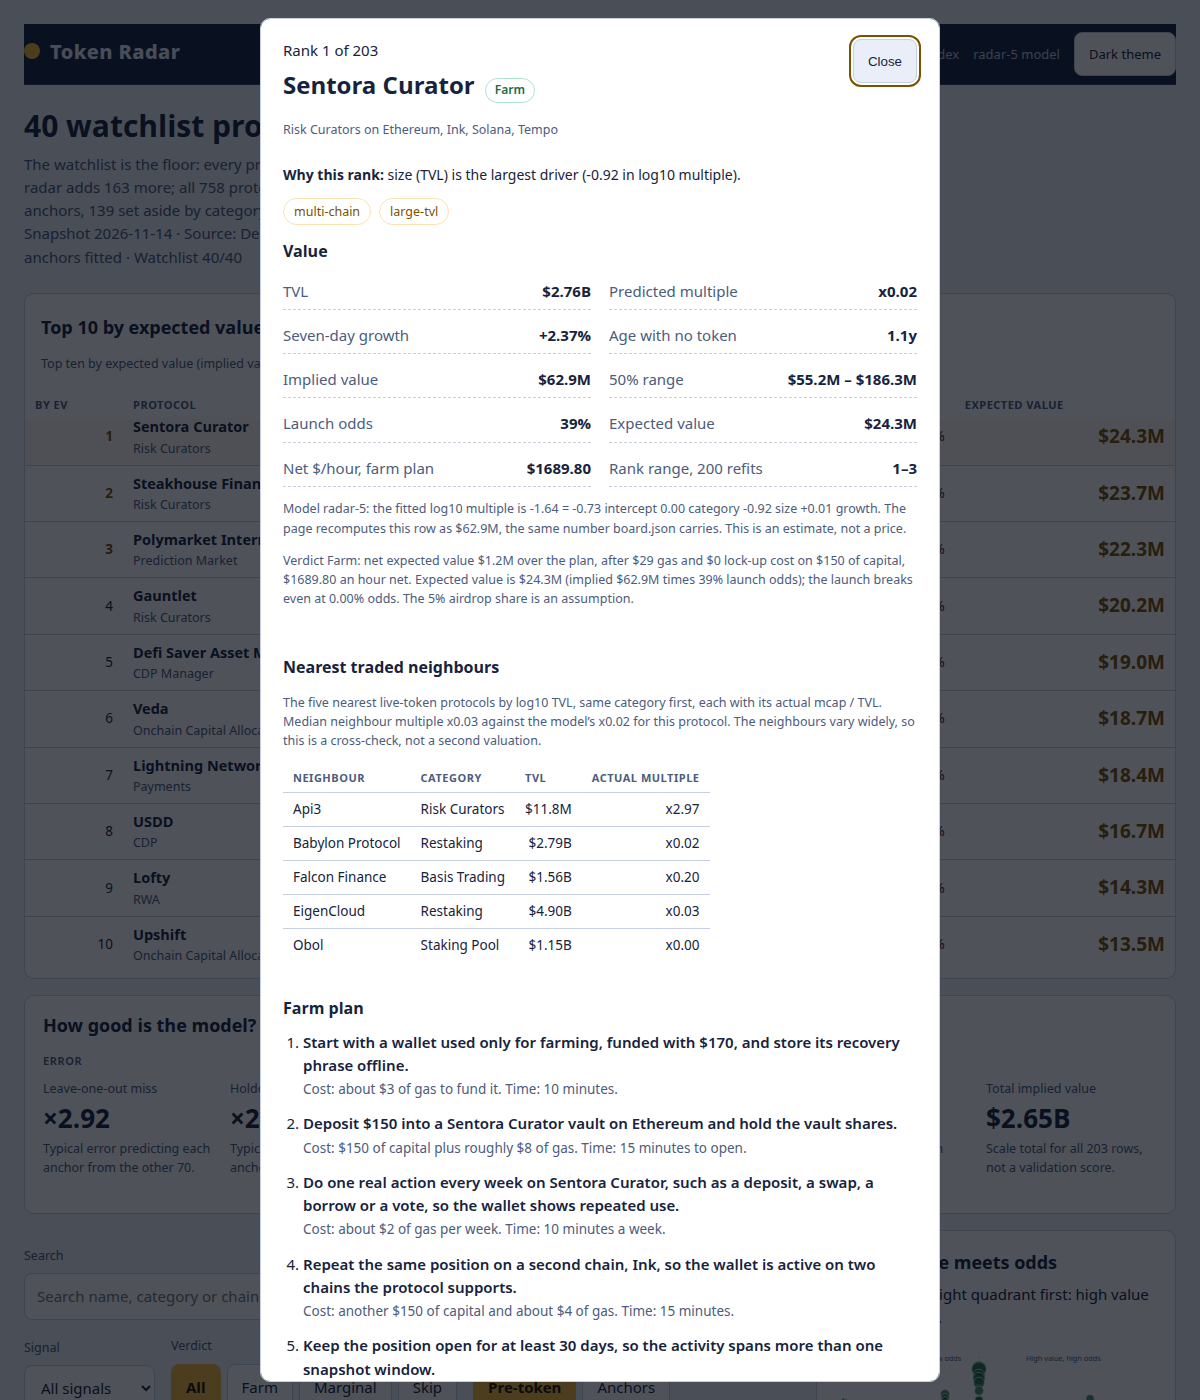 Token Radar
dex
radar-5 model
Dark theme
40 watchlist pro
The watchlist is the floor: every pr
radar adds 163 more; all 758 prot
anchors, 139 set aside by category
Snapshot 2026-11-14 · Source: De
anchors fitted · Watchlist 40/40
Top 10 by expected value
Top ten by expected value (implied va
BY EV PROTOCOL EXPECTED VALUE
1 Sentora Curator $24.3M
Risk Curators
2 Steakhouse Finan $23.7M
Risk Curators
3 Polymarket Inter $22.3M
Prediction Market
4 Gauntlet $20.2M
Risk Curators
5 Defi Saver Asset M $19.0M
CDP Manager
6 Veda $18.7M
Onchain Capital Alloca
7 Lightning Networ $18.4M
Payments
8 USDD $16.7M
CDP
9 Lofty $14.3M
RWA
10 Upshift $13.5M
Onchain Capital Alloca
How good is the model?
ERROR
Leave-one-out miss
×2.92
Typical error predicting each
anchor from the other 70.
Holdo
×2
Typic
ancho
Total implied value
$2.65B
Scale total for all 203 rows,
not a validation score.
Search
Search name, category or chain
Signal
All signals
Verdict
All Farm Marginal Skip Pre-token Anchors
e meets odds
ight quadrant first: high value
High value, high odds
Rank 1 of 203
Close
Sentora Curator Farm
Risk Curators on Ethereum, Ink, Solana, Tempo
Why this rank: size (TVL) is the largest driver (-0.92 in log10 multiple).
multi-chain large-tvl
Value
TVL $2.76B Predicted multiple x0.02
Seven-day growth +2.37% Age with no token 1.1y
Implied value $62.9M 50% range $55.2M – $186.3M
Launch odds 39% Expected value $24.3M
Net $/hour, farm plan $1689.80 Rank range, 200 refits 1–3
Model radar-5: the fitted log10 multiple is -1.64 = -0.73 intercept 0.00 category -0.92 size +0.01 growth. The
page recomputes this row as $62.9M, the same number board.json carries. This is an estimate, not a price.
Verdict Farm: net expected value $1.2M over the plan, after $29 gas and $0 lock-up cost on $150 of capital,
$1689.80 an hour net. Expected value is $24.3M (implied $62.9M times 39% launch odds); the launch breaks
even at 0.00% odds. The 5% airdrop share is an assumption.
Nearest traded neighbours
The five nearest live-token protocols by log10 TVL, same category first, each with its actual mcap / TVL.
Median neighbour multiple x0.03 against the model's x0.02 for this protocol. The neighbours vary widely, so
this is a cross-check, not a second valuation.
NEIGHBOUR CATEGORY TVL ACTUAL MULTIPLE
Api3 Risk Curators $11.8M x2.97
Babylon Protocol Restaking $2.79B x0.02
Falcon Finance Basis Trading $1.56B x0.20
EigenCloud Restaking $4.90B x0.03
Obol Staking Pool $1.15B x0.00
Farm plan
1. Start with a wallet used only for farming, funded with $170, and store its recovery
phrase offline.
Cost: about $3 of gas to fund it. Time: 10 minutes.
2. Deposit $150 into a Sentora Curator vault on Ethereum and hold the vault shares.
Cost: $150 of capital plus roughly $8 of gas. Time: 15 minutes to open.
3. Do one real action every week on Sentora Curator, such as a deposit, a swap, a
borrow or a vote, so the wallet shows repeated use.
Cost: about $2 of gas per week. Time: 10 minutes a week.
4. Repeat the same position on a second chain, Ink, so the wallet is active on two
chains the protocol supports.
Cost: another $150 of capital and about $4 of gas. Time: 15 minutes.
5. Keep the position open for at least 30 days, so the activity spans more than one
snapshot window.